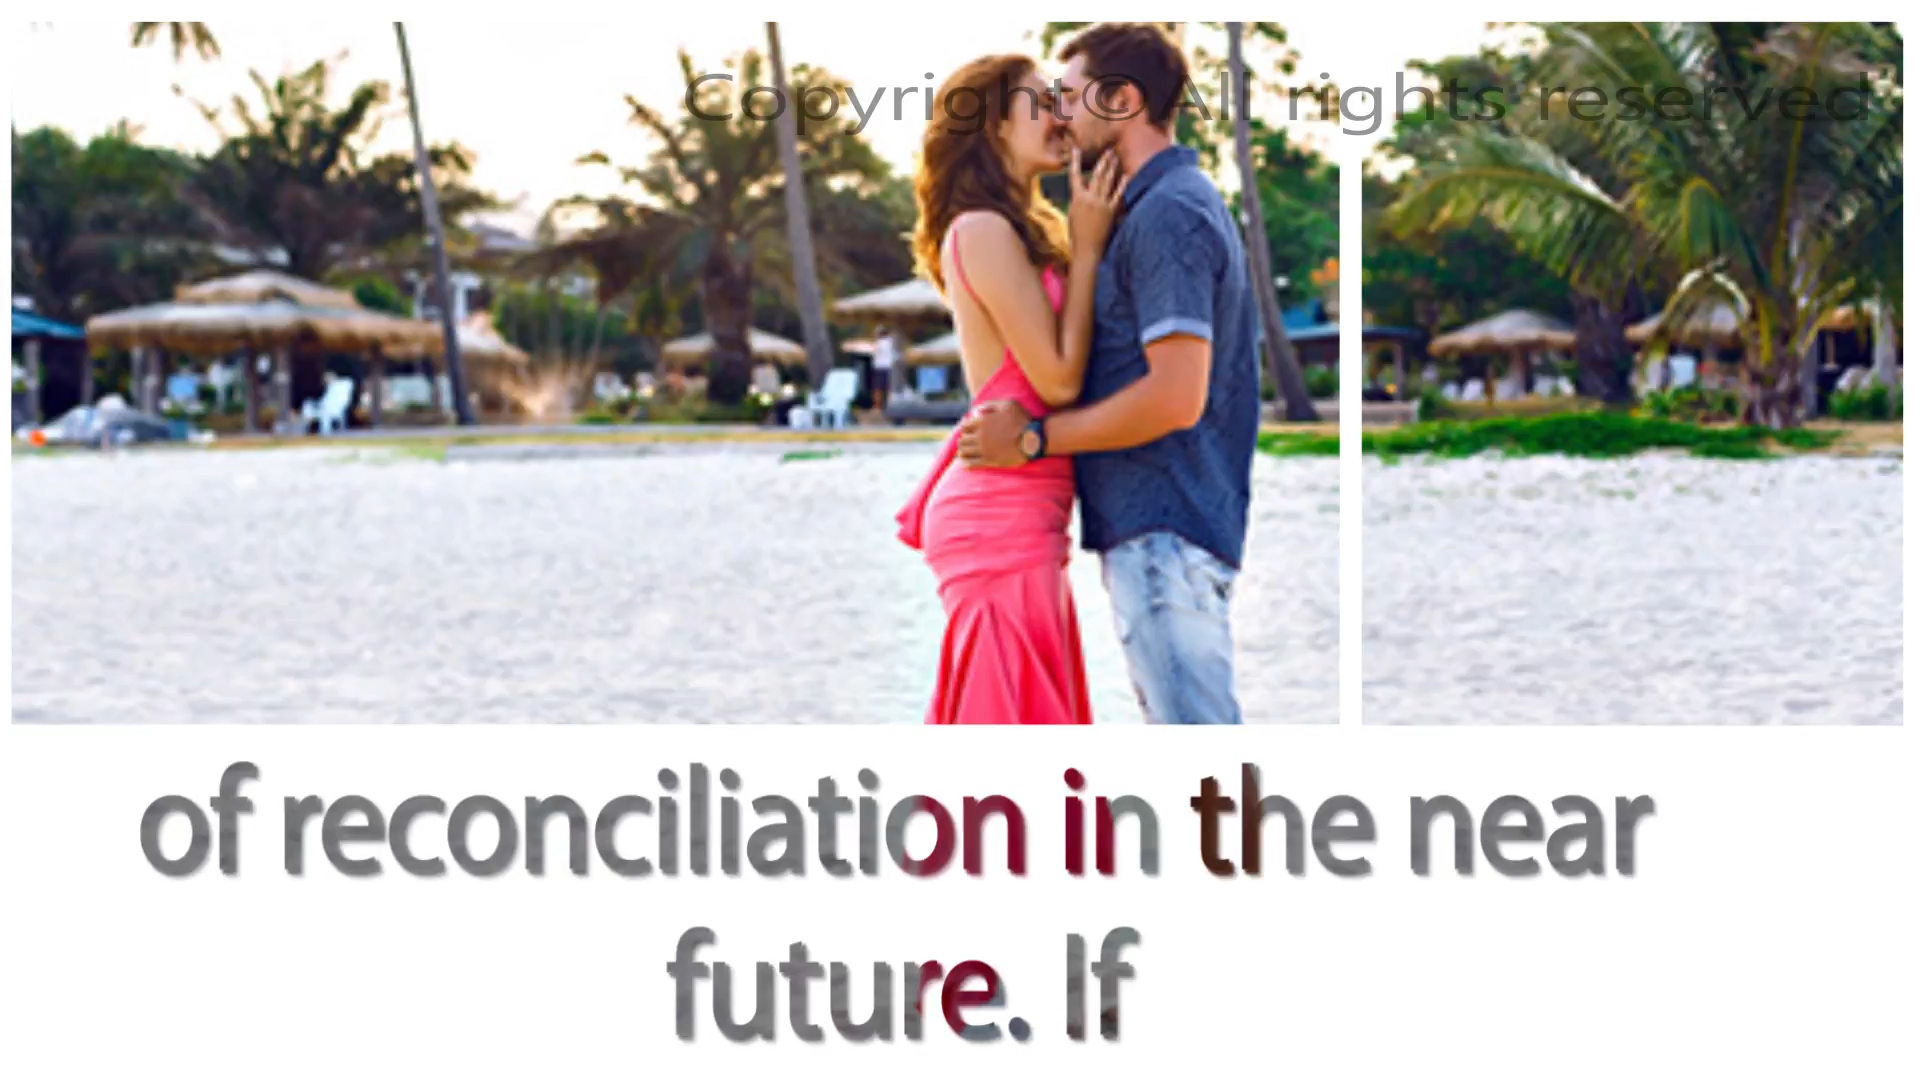 Copyright© All rights reserved
of reconciliation in the near
future. If